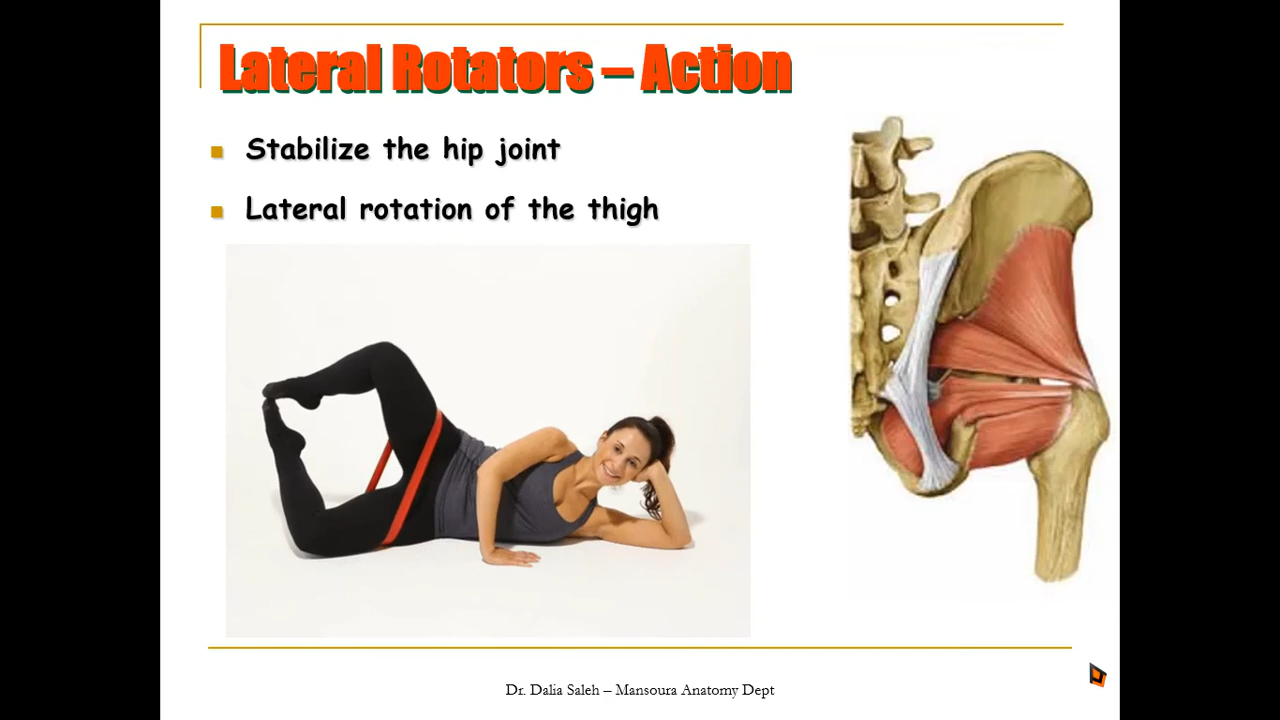 Lateral Rotators – Action
Stabilize the hip joint
Lateral rotation of the thigh
Dr. Dalia Saleh – Mansoura Anatomy Dept